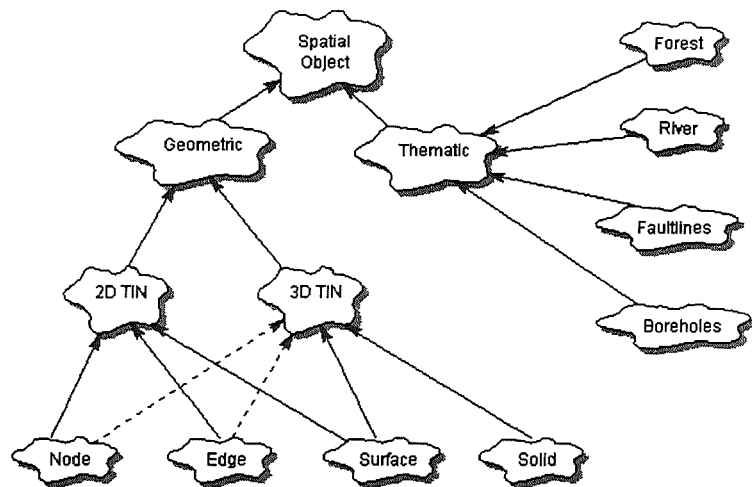 Spatial
Object
Forest
River
Geometric
Thematic
Faultlines
2D TIN
3D TIN
Boreholes
Node
Edge
Surface
Solid